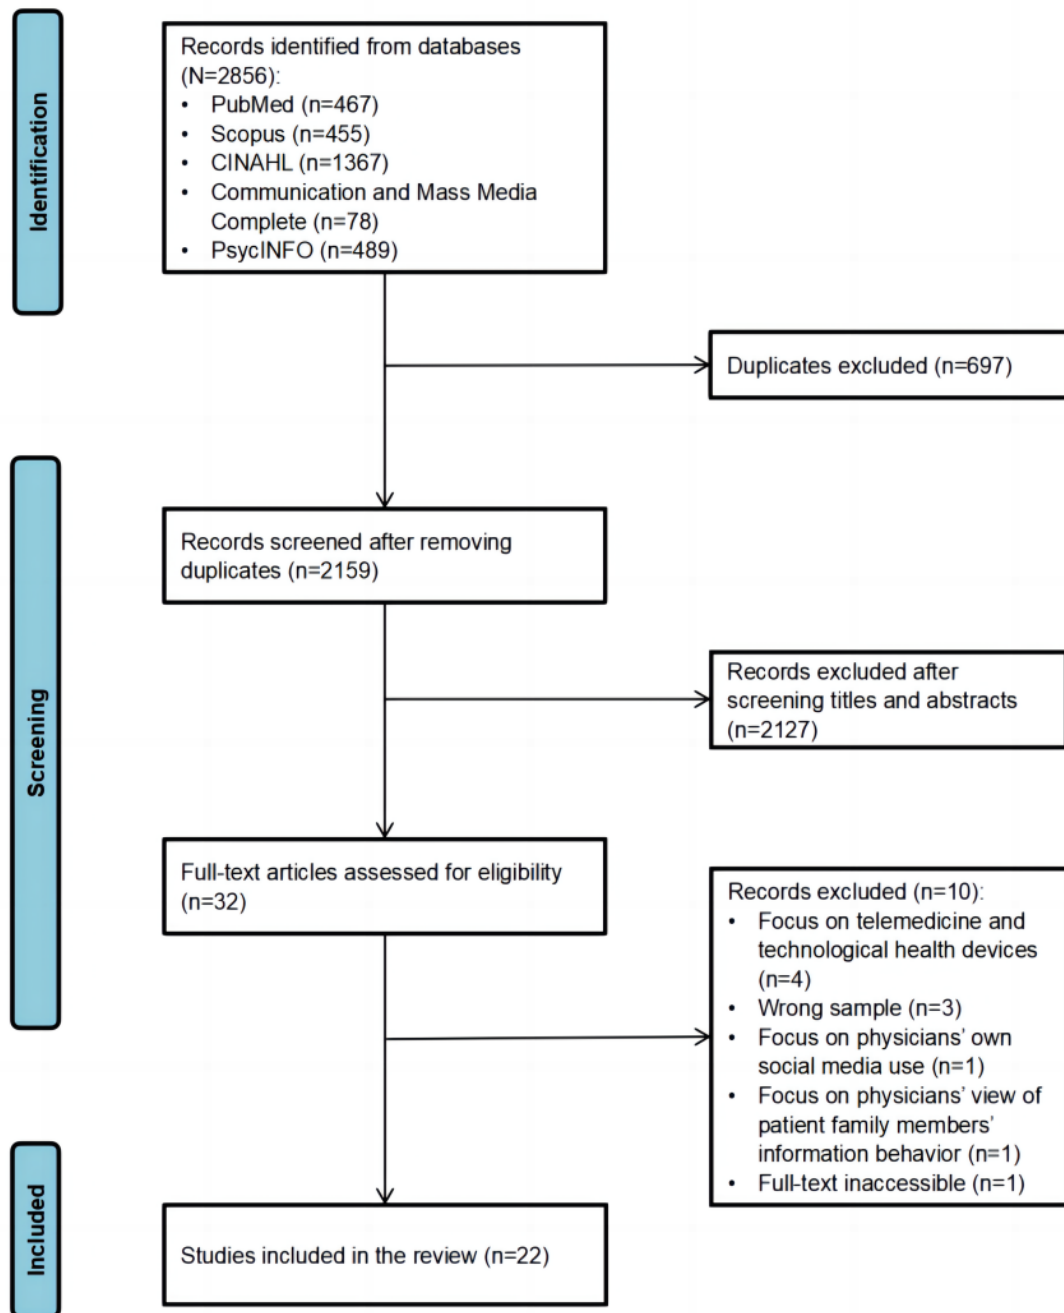 Identification
Records identified from databases
(N=2856):
• PubMed (n=467)
• Scopus (n=455)
• CINAHL (n=1367)
• Communication and Mass Media
Complete (n=78)
• PsycINFO (n=489)
Duplicates excluded (n=697)
Screening
Records screened after removing
duplicates (n=2159)
Records excluded after
screening titles and abstracts
(n=2127)
Full-text articles assessed for eligibility
(n=32)
Records excluded (n=10):
• Focus on telemedicine and
technological health devices
(n=4)
• Wrong sample (n=3)
• Focus on physicians’ own
social media use (n=1)
• Focus on physicians’ view of
patient family members’
information behavior (n=1)
• Full-text inaccessible (n=1)
Included
Studies included in the review (n=22)